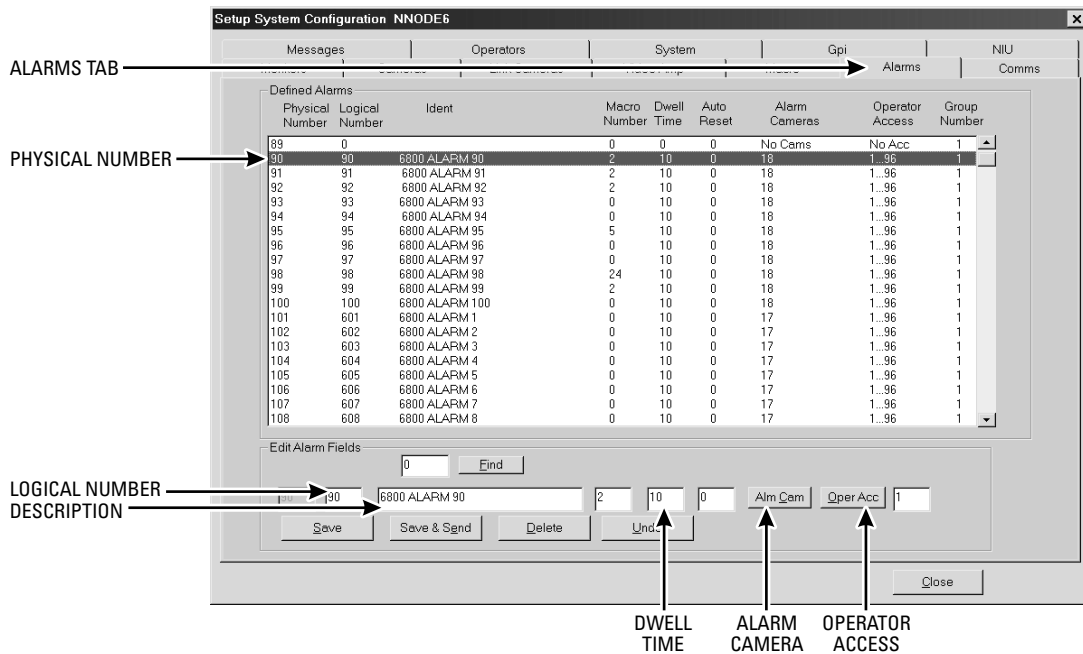 Setup System Configuration NNODE6
Messages Operators System Gpi NIU
ALARMS TAB
Alarms Comms
Defined Alarms
Physical Number Logical Number Ident Macro Number Dwell Time Auto Reset Alarm Cameras Operator Access Group Number
89 0 0 0 0 No Cams No Acc 1
PHYSICAL NUMBER
90 90 6800 ALARM 90 2 10 0 18 1...96 1
91 91 6800 ALARM 91 2 10 0 18 1...96 1
92 92 6800 ALARM 92 2 10 0 18 1...96 1
93 93 6800 ALARM 93 0 10 0 18 1...96 1
94 94 6800 ALARM 94 0 10 0 18 1...96 1
95 95 6800 ALARM 95 5 10 0 18 1...96 1
96 96 6800 ALARM 96 0 10 0 18 1...96 1
97 97 6800 ALARM 97 0 10 0 18 1...96 1
98 98 6800 ALARM 98 24 10 0 18 1...96 1
99 99 6800 ALARM 99 2 10 0 18 1...96 1
100 100 6800 ALARM 100 0 10 0 18 1...96 1
101 601 6800 ALARM 1 0 10 0 17 1...96 1
102 602 6800 ALARM 2 0 10 0 17 1...96 1
103 603 6800 ALARM 3 0 10 0 17 1...96 1
104 604 6800 ALARM 4 0 10 0 17 1...96 1
105 605 6800 ALARM 5 0 10 0 17 1...96 1
106 606 6800 ALARM 6 0 10 0 17 1...96 1
107 607 6800 ALARM 7 0 10 0 17 1...96 1
108 608 6800 ALARM 8 0 10 0 17 1...96 1
Edit Alarm Fields
0 Find
LOGICAL NUMBER
DESCRIPTION
90 90 6800 ALARM 90 2 10 0 Alm Cam Oper Acc 1
Save Save & Send Delete
Close
DWELL TIME
ALARM CAMERA
OPERATOR ACCESS